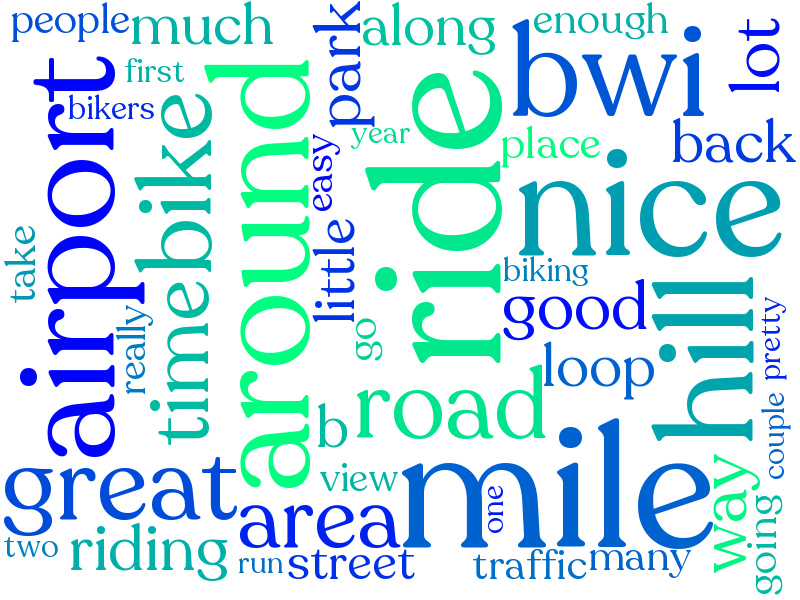 people
much
along
enough
lot
first
park
bwi
bikers
year
place
back
airport
bike
around
easy
ride
nice
take
little
biking
really
time
go
good
hill
pretty
loop
road
b
couple
great
view
mile
way
area
one
going
two
riding
run
street
traffic
many